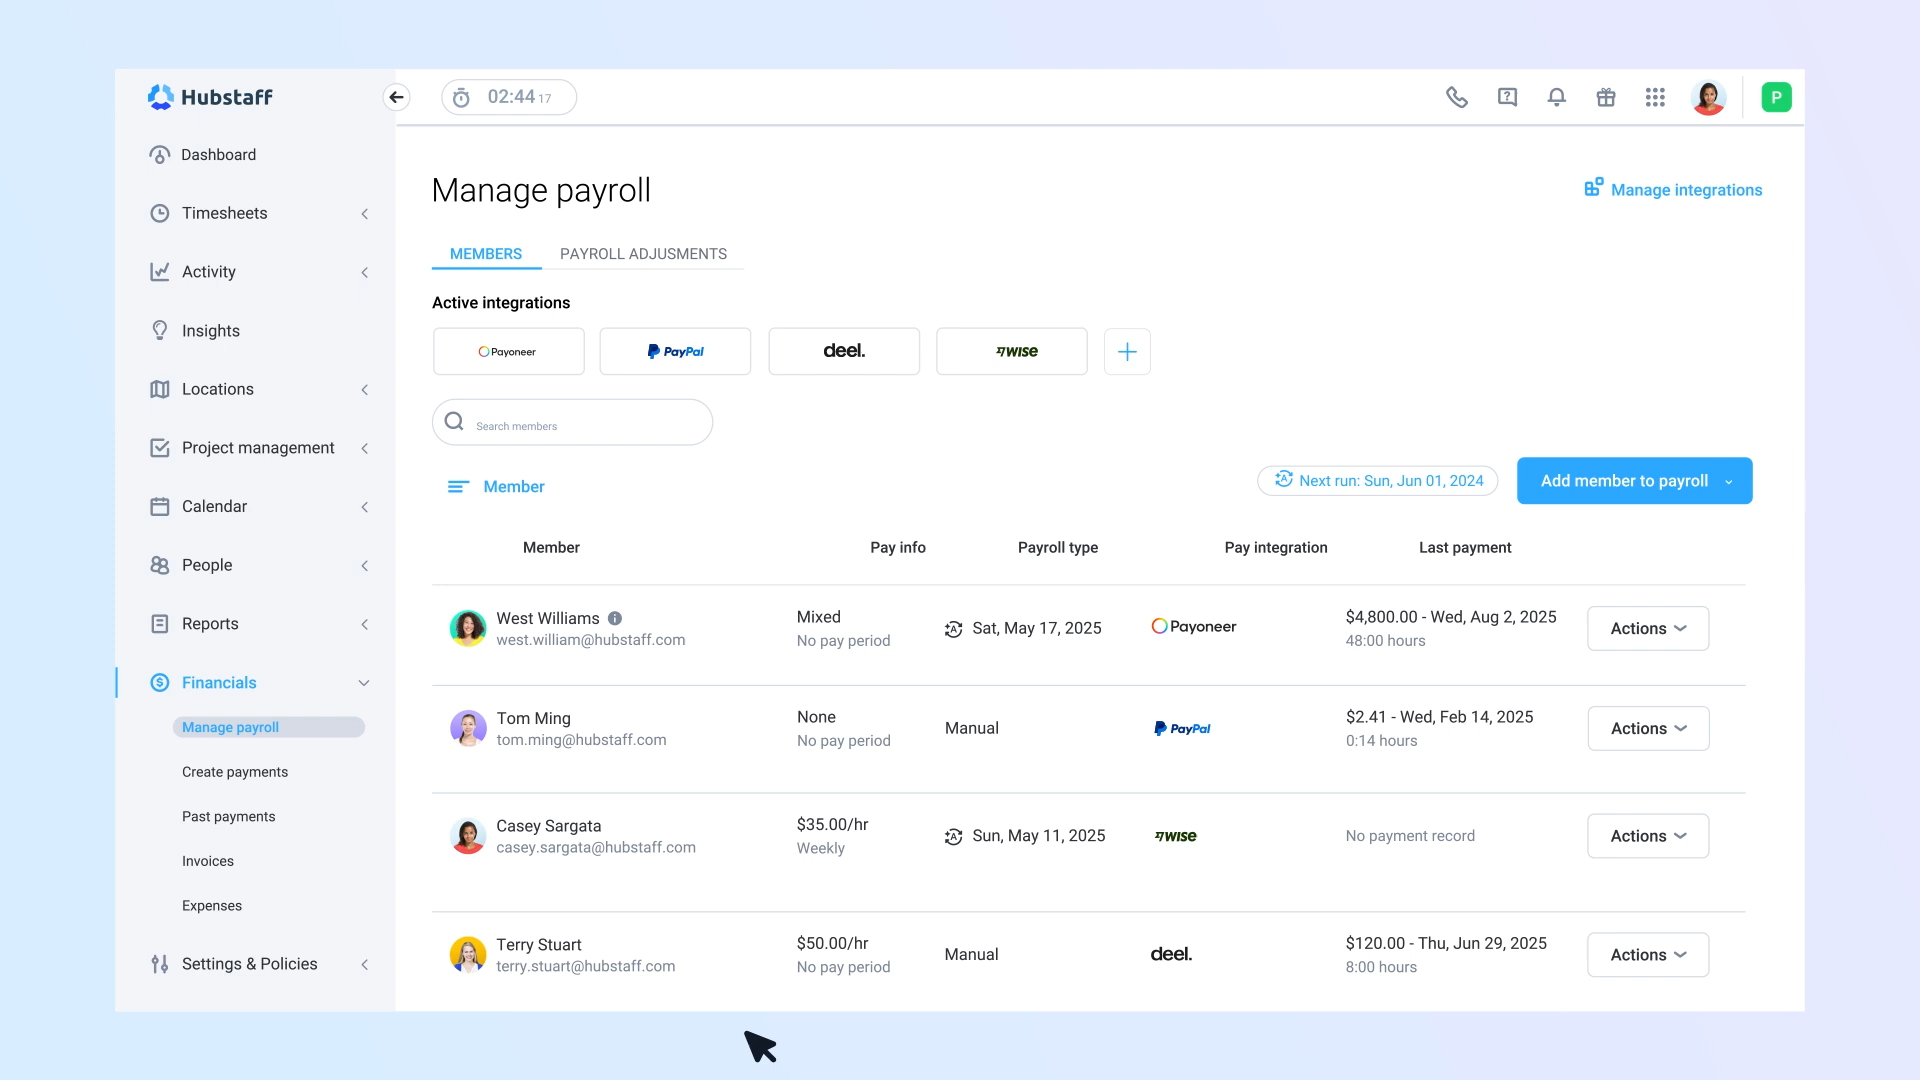 Hubstaff
02:44 17
P
Dashboard
Timesheets
Activity
Insights
Locations
Project management
Calendar
People
Reports
Financials
Manage payroll
Create payments
Past payments
Invoices
Expenses
Settings & Policies
Manage payroll
Manage integrations
MEMBERS PAYROLL ADJUSMENTS
Active integrations
Payoneer PayPal deel. WISE
Search members
Member
Next run: Sun, Jun 01, 2024
Add member to payroll
Member Pay info Payroll type Pay integration Last payment
West Williams
west.william@hubstaff.com
Mixed
No pay period
Sat, May 17, 2025
Payoneer
$4,800.00 - Wed, Aug 2, 2025
48:00 hours
Actions
Tom Ming
tom.ming@hubstaff.com
None
No pay period
Manual
PayPal
$2.41 - Wed, Feb 14, 2025
0:14 hours
Actions
Casey Sargata
casey.sargata@hubstaff.com
$35.00/hr
Weekly
Sun, May 11, 2025
WISE
No payment record
Actions
Terry Stuart
terry.stuart@hubstaff.com
$50.00/hr
No pay period
Manual
deel.
$120.00 - Thu, Jun 29, 2025
8:00 hours
Actions